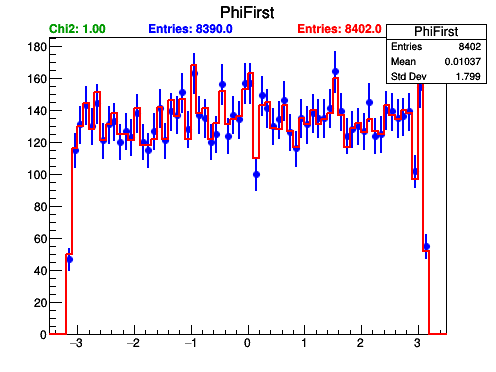 PhiFirst
Chi2: 1.00 Entries: 8390.0 Entries: 8402.0
PhiFirst
Entries 8402
Mean 0.01037
Std Dev 1.799
180
160
140
120
100
80
60
40
20
0
−3 −2 −1 0 1 2 3